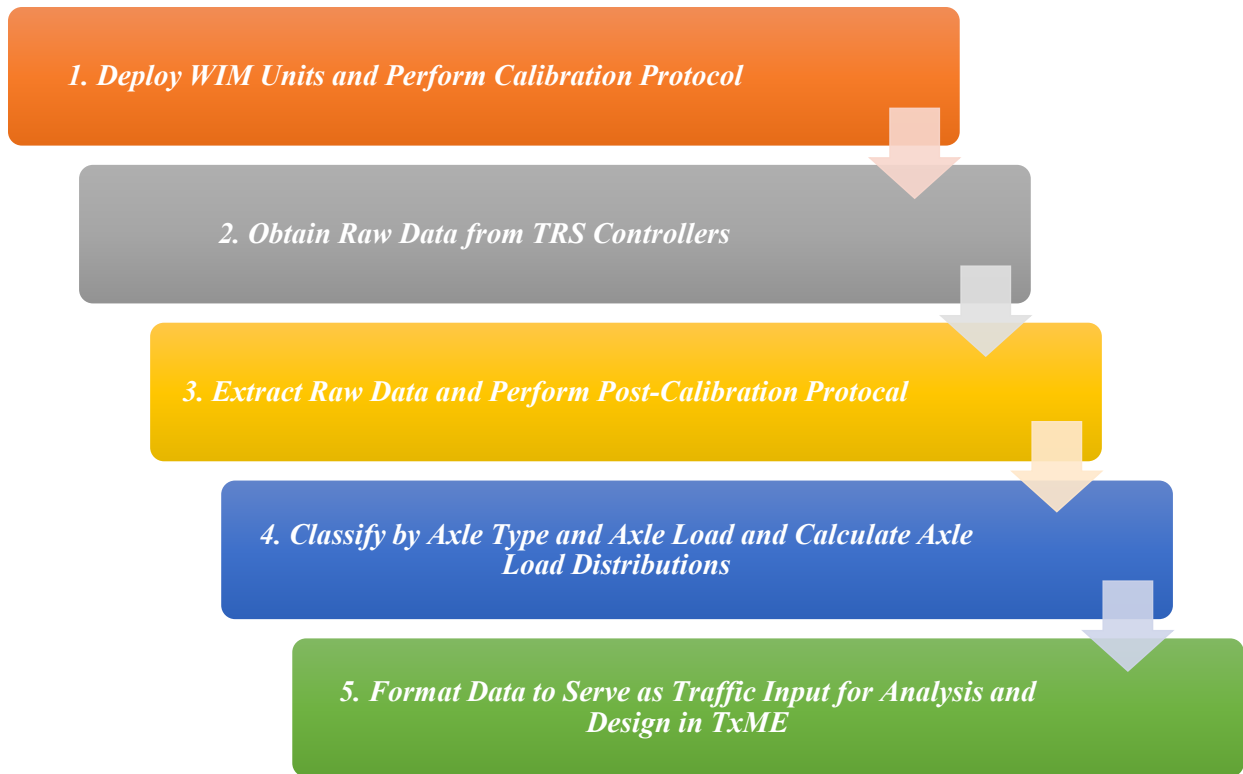 1. Deploy WIM Units and Perform Calibration Protocol
2. Obtain Raw Data from TRS Controllers
3. Extract Raw Data and Perform Post-Calibration Protocal
4. Classify by Axle Type and Axle Load and Calculate Axle
Load Distributions
5. Format Data to Serve as Traffic Input for Analysis and
Design in TxME